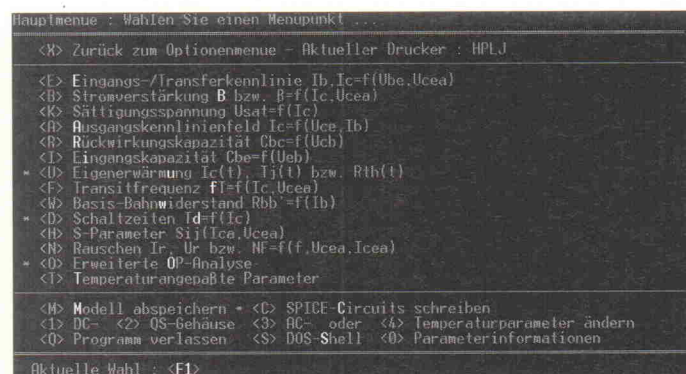 Hauptmenue : Wählen Sie einen Menupunkt ...
<X> Zurück zum Optionenmenue - Aktueller Drucker : HPLJ
<E> Eingangs-/Transferkennlinie Ib,Ic=f(Ube,Ucea)
<B> Stromverstärkung B bzw. β=f(Ic,Ucea)
<K> Sättigungsspannung Usat=f(Ic)
<A> Ausgangskennlinienfeld Ic=f(Uce,Ib)
<R> Rückwirkungskapazität Cbc=f(Ucb)
<I> Eingangskapazität Cbe=f(Ueb)
* <U> Eigenerwärmung Ic(t), Tj(t) bzw. Rth(t)
<F> Transitfrequenz fT=f(Ic,Ucea)
<W> Basis-Bahnwiderstand Rbb'=f(Ib)
* <D> Schaltzeiten Td=f(Ic)
<H> S-Parameter Sij(Ica,Ucea)
<N> Rauschen Ir, Ur bzw. NF=f(f,Ucea,Icea)
* <O> Erweiterte OP-Analyse
<T> Temperaturangepaßte Parameter
<M> Modell abspeichern * <C> SPICE-Circuits schreiben
<1> DC- <2> QS-Gehäuse <3> AC- oder <4> Temperaturparameter ändern
<Q> Programm verlassen <S> DOS-Shell <0> Parameterinformationen
Aktuelle Wahl : <F1>